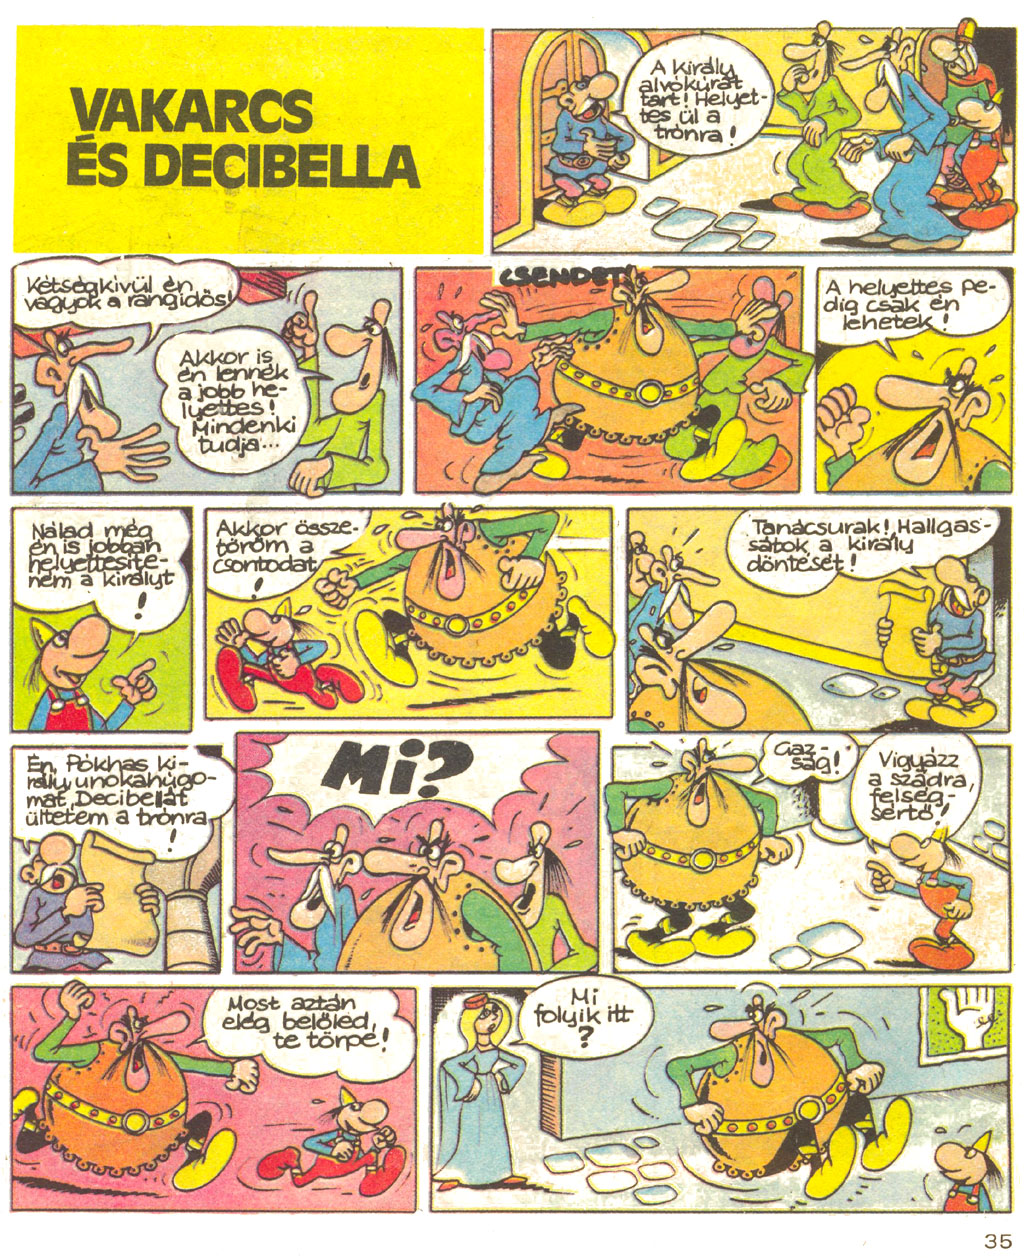 VAKARCS
ÉS DECIBELLA
A király
alvókúrát
tart! Helyet-
tes ül a
trónra!
Kétségkivül én
vagyok a rangidős!
Akkor is
én lennék
a jobb he-
lyettes!
Mindenki
tudja...
CSENDET!
A helyettes pe-
dig csak én
lehetek!
Nálad még
én is jobban
helyettesíte-
ném a királyt
!
Akkor össze-
töröm a
csontodat
!
Tanácsurak! Hallgas-
sátok a király
döntését!
Én, Pókhas ki-
rály, unokahúgo-
mat, Decibellát
ültetem a trónra
!
Mi?
Gaz-
ság!
Vigyázz
a szádra,
felség-
sértő!
Most aztán
elég belőled,
te törpe!
Mi
folyik itt
?
35